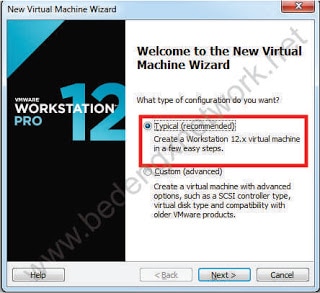 New Virtual Machine Wizard
VMWARE
WORKSTATION
PRO
12
Welcome to the New Virtual
Machine Wizard
What type of configuration do you want?
Typical (recommended)
Create a Workstation 12.x virtual machine
in a few easy steps.
Custom (advanced)
Create a virtual machine with advanced
options, such as a SCSI controller type,
virtual disk type and compatibility with
older VMware products.
Help
< Back
Next >
Cancel